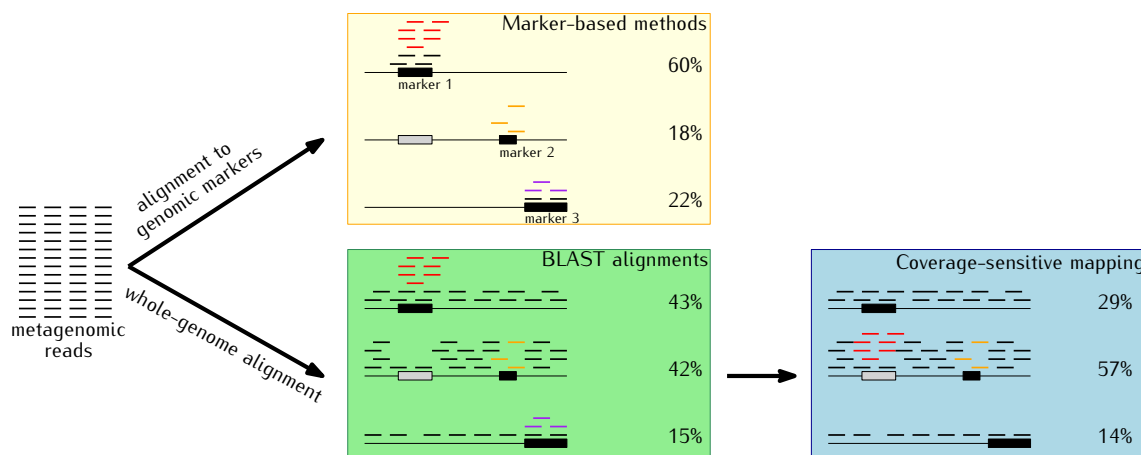 metagenomic
reads
alignment to
genomic markers
whole-genome alignment
Marker-based methods
60%
marker 1
18%
marker 2
22%
marker 3
BLAST alignments
43%
42%
15%
Coverage-sensitive mapping
29%
57%
14%